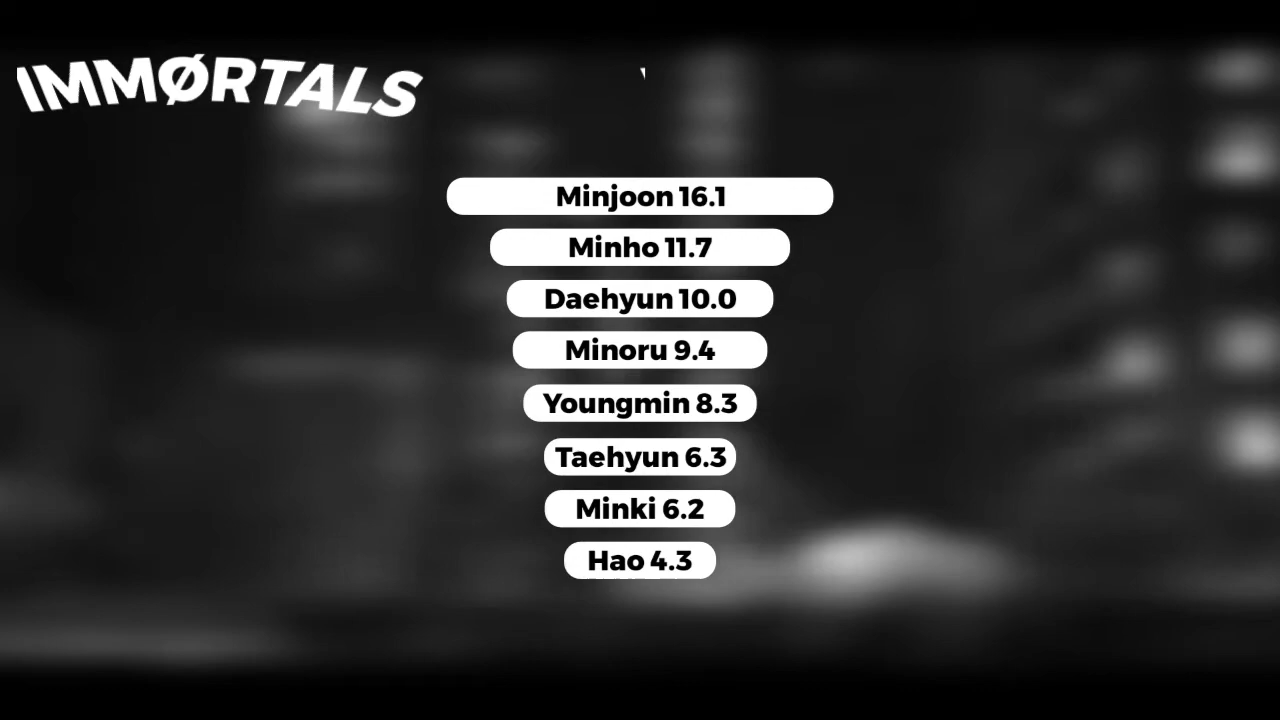 IMMØRTALS
Minjoon 16.1
Minho 11.7
Daehyun 10.0
Minoru 9.4
Youngmin 8.3
Taehyun 6.3
Minki 6.2
Hao 4.3